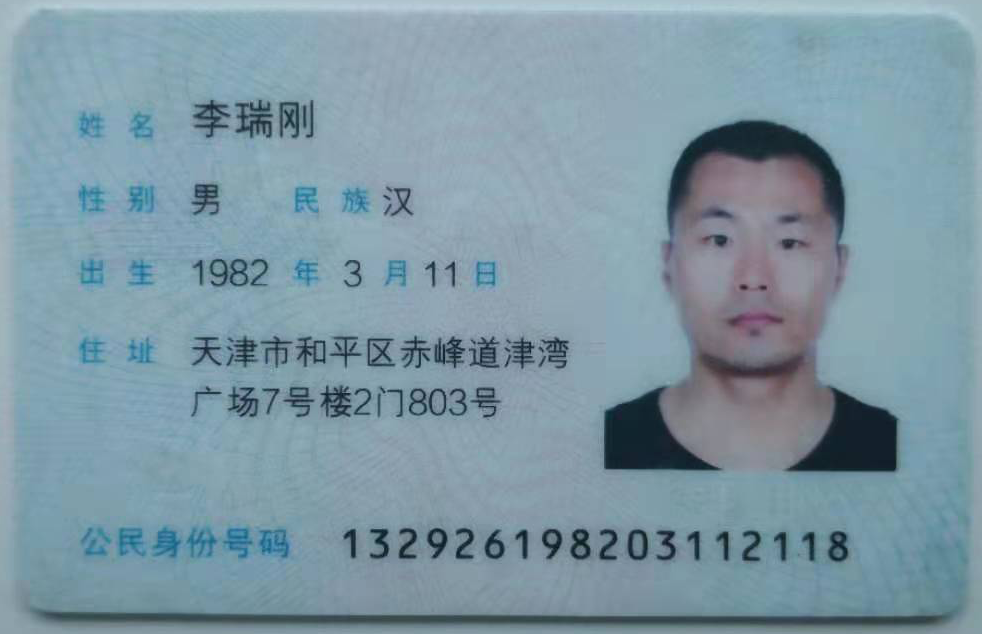 姓名 李瑞刚
性别 男 民族 汉
出生 1982 年 3 月 11 日
住址 天津市和平区赤峰道津湾
广场7号楼2门803号
公民身份号码 132926198203112118